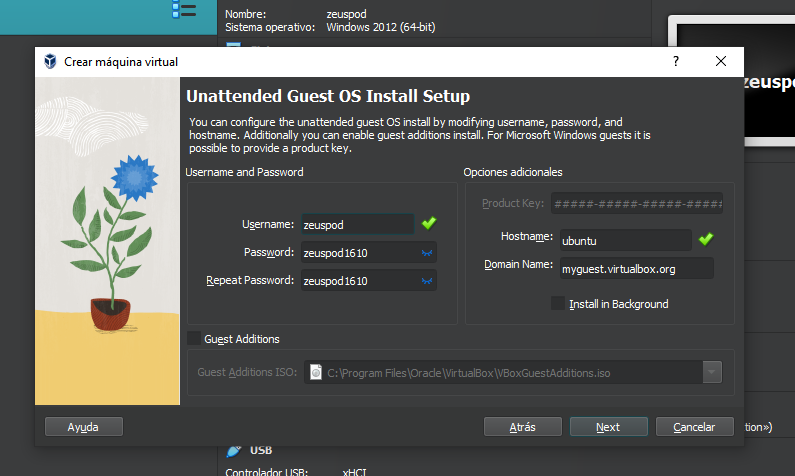 Nombre: zeuspod
Sistema operativo: Windows 2012 (64-bit)
Crear máquina virtual
?
zeuspo
Unattended Guest OS Install Setup
You can configure the unattended guest OS install by modifying username, password, and
hostname. Additionally you can enable guest additions install. For Microsoft Windows guests it is
possible to provide a product key.
Username and Password
Username: zeuspod
Password: zeuspod1610
Repeat Password: zeuspod1610
Opciones adicionales
Product Key: #####-#####-#####-#####
Hostname: ubuntu
Domain Name: myguest.virtualbox.org
Install in Background
Guest Additions
Guest Additions ISO: C:\Program Files\Oracle\VirtualBox\VBoxGuestAdditions.iso
Ayuda
Atrás
Next
Cancelar
tion»)
USB
Controlador USB: xHCI